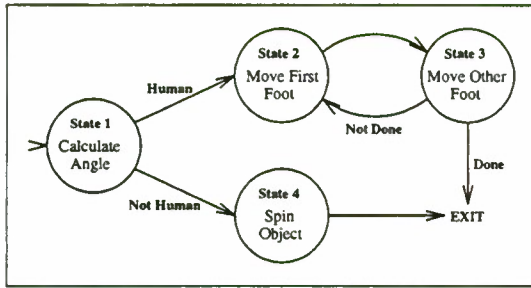 State 1
Calculate
Angle
Human
Not Human
State 2
Move First
Foot
State 3
Move Other
Foot
Not Done
Done
State 4
Spin
Object
EXIT